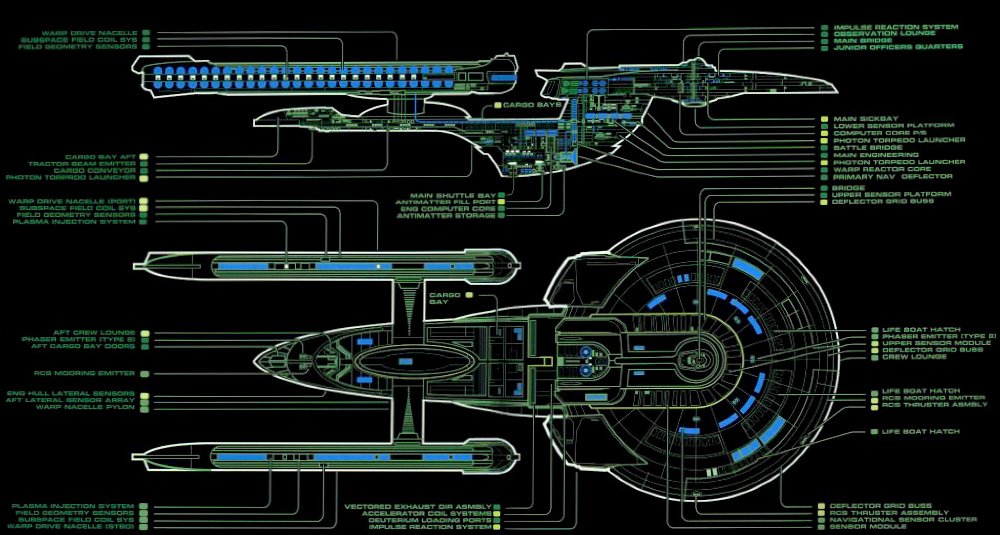 WARP DRIVE NACELLE
SUBSPACE FIELD COIL SYS
FIELD GEOMETRY SENSORS
IMPULSE REACTION SYSTEM
OBSERVATION LOUNGE
MAIN BRIDGE
JUNIOR OFFICERS QUARTERS
CARGO BAYS
MAIN SICKBAY
LOWER SENSOR PLATFORM
COMPUTER CORE P/S
PHOTON TORPEDO LAUNCHER
BATTLE BRIDGE
MAIN ENGINEERING
PHOTON TORPEDO LAUNCHER
WARP REACTOR CORE
PRIMARY NAV DEFLECTOR
CARGO BAY AFT
TRACTOR BEAM EMITTER
CARGO CONVEYOR
PHOTON TORPRDO LAUNCHER
MAIN SHUTTLE BAY
ANTIMATTER FILL PORT
ENG COMPUTER CORE
ANTIMATTER STORAGE
BRIDGE
UPPER SENSOR PLATFORM
DEFLECTOR GRID BUSS
WARP DRIVE NACELLE (PORT)
SUBSPACE FIELD COIL SYS
FIELD GEOMETRY SENSORS
PLASMA INJECTION SYSTEM
CARGO
BAY
AFT CREW LOUNGE
PHASER EMITTER (TYPE 8)
AFT CARGO BAY DOORS
RCS MOORING EMITTER
ENG HULL LATERAL SENSORS
AFT LATERAL SENSOR ARRAY
WARP NACELLE PYLON
LIFE BOAT HATCH
PHASER EMITTER (TYPE 8)
UPPER SENSOR MODULE
DEFLECTOR GRID BUSS
CREW LOUNGE
LIFE BOAT HATCH
RCS MOORING EMITTER
RCS THRUSTER ASMBLY
LIFE BOAT HATCH
PLASMA INJECTION SYSTEM
FIELD GEOMETRY SENSORS
SUBSPACE FIELD COIL SYS
WARP DRIVE NACELLE (STBD)
VECTORED EXHAUST DIR ASMBLY
ACCELERATOR COIL SYSTEMS
DEUTERIUM LOADING PORTS
IMPULSE REACTION SYSTEM
DEFLECTOR GRID BUSS
RCS THRUSTER ASSEMBLY
NAVIGATIONAL SENSOR CLUSTER
SENSOR MODULE